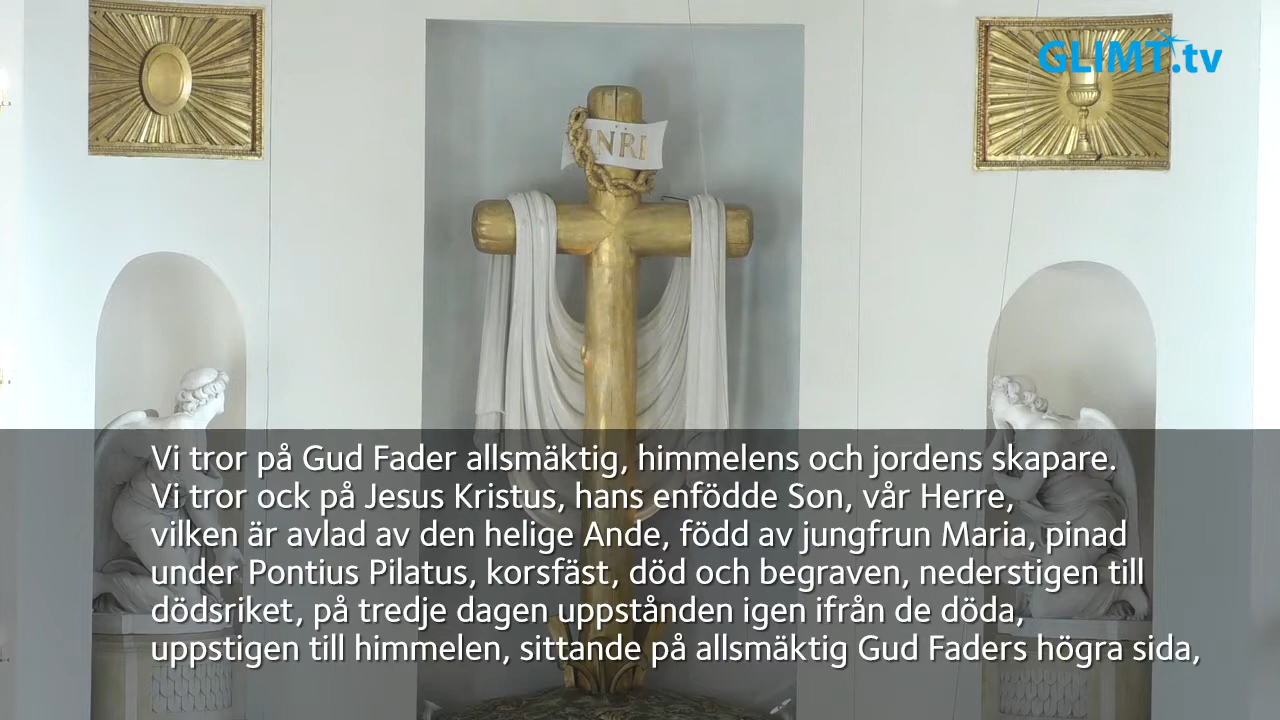 GLIMT.tv
INRI
Vi tror på Gud Fader allsmäktig, himmelens och jordens skapare.
Vi tror ock på Jesus Kristus, hans enfödde Son, vår Herre,
vilken är avlad av den helige Ande, född av jungfrun Maria, pinad
under Pontius Pilatus, korsfäst, död och begraven, nederstigen till
dödsriket, på tredje dagen uppstånden igen ifrån de döda,
uppstigen till himmelen, sittande på allsmäktig Gud Faders högra sida,